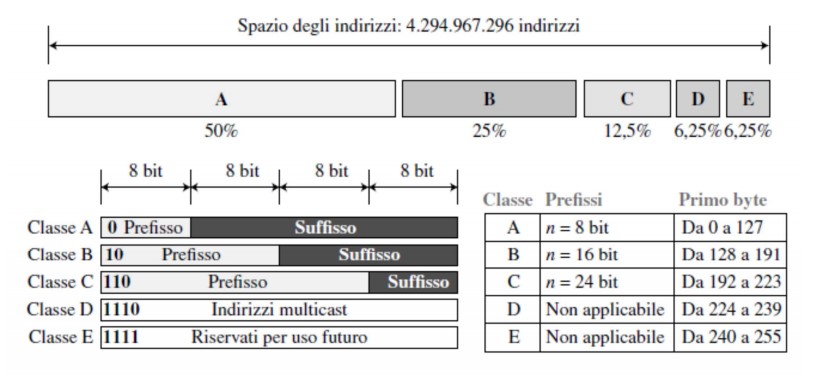 Spazio degli indirizzi: 4.294.967.296 indirizzi
A B C D E
50% 25% 12,5% 6,25% 6,25%
8 bit 8 bit 8 bit 8 bit
Classe A 0 Prefisso Suffisso
Classe B 10 Prefisso Suffisso
Classe C 110 Prefisso Suffisso
Classe D 1110 Indirizzi multicast
Classe E 1111 Riservati per uso futuro
Classe Prefissi Primo byte
A n = 8 bit Da 0 a 127
B n = 16 bit Da 128 a 191
C n = 24 bit Da 192 a 223
D Non applicabile Da 224 a 239
E Non applicabile Da 240 a 255